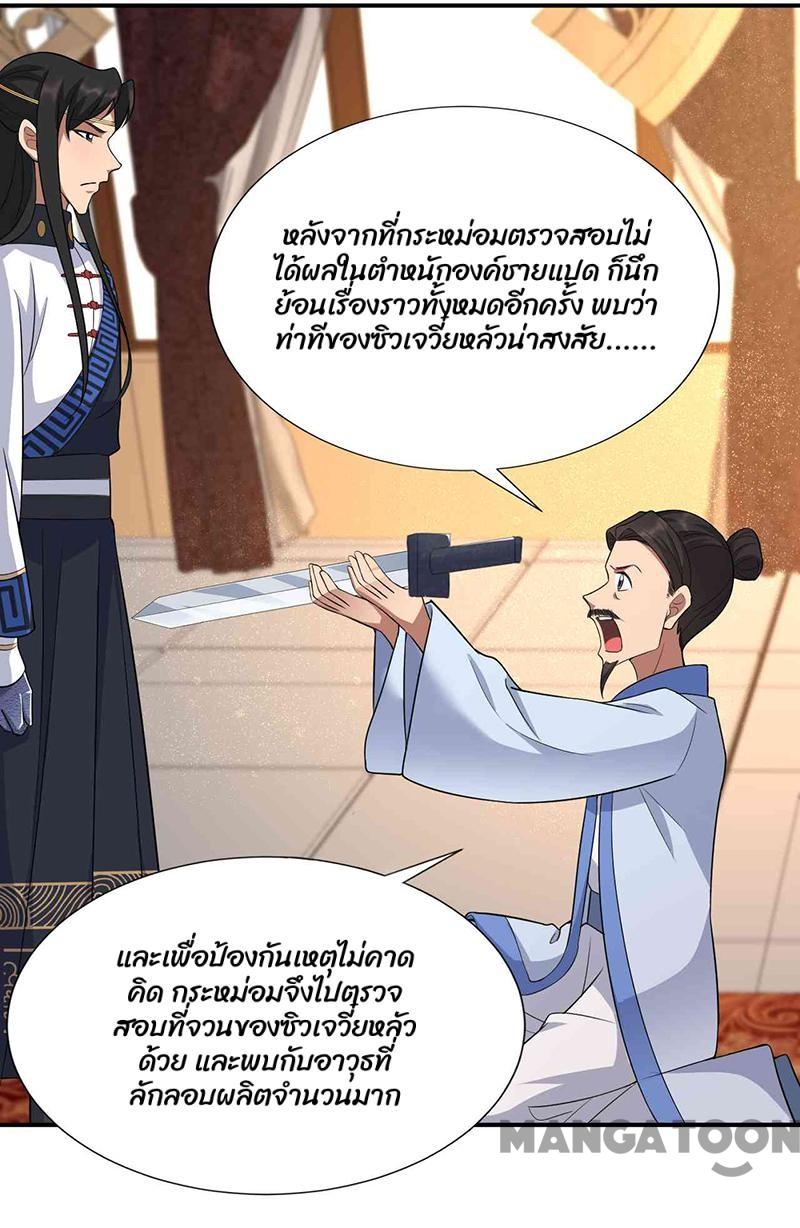 หลังจากที่กระหม่อมตรวจสอบไม่
ได้ผลในตำหนักองค์ชายแปด ก็นึก
ย้อนเรื่องราวทั้งหมดอีกครั้ง พบว่า
ท่าทีของซิวเจวี๋ยหลัวน่าสงสัย......
และเพื่อป้องกันเหตุไม่คาด
คิด กระหม่อมจึงไปตรวจ
สอบที่จวนของซิวเจวี๋ยหลัว
ด้วย และพบกับอาวุธที่
ลักลอบผลิตจำนวนมาก
MANGATOON